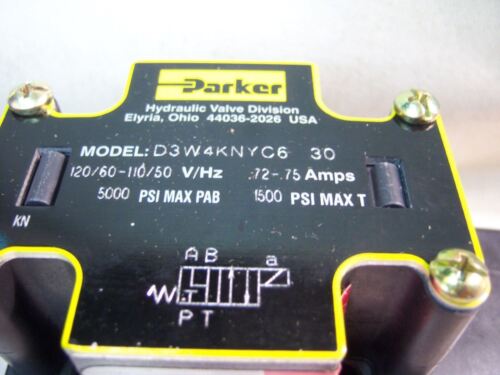 Parker
Hydraulic Valve Division
Elyria, Ohio 44036-2026 USA
MODEL: D3W4KNYC6 30
120/60-110/50 V/Hz .72-.75 Amps
5000 PSI MAX PAB 1500 PSI MAX T
KN
A B a
T
P T